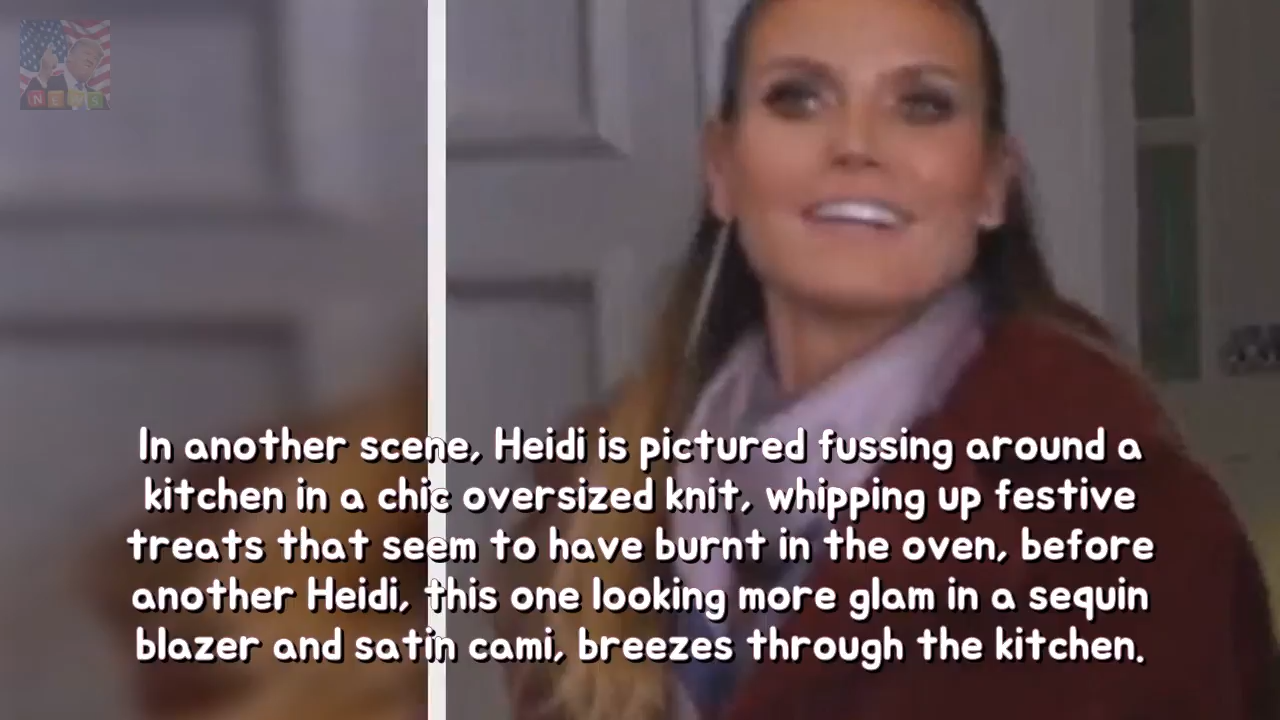 NEWS
In another scene, Heidi is pictured fussing around a
kitchen in a chic oversized knit, whipping up festive
treats that seem to have burnt in the oven, before
another Heidi, this one looking more glam in a sequin
blazer and satin cami, breezes through the kitchen.